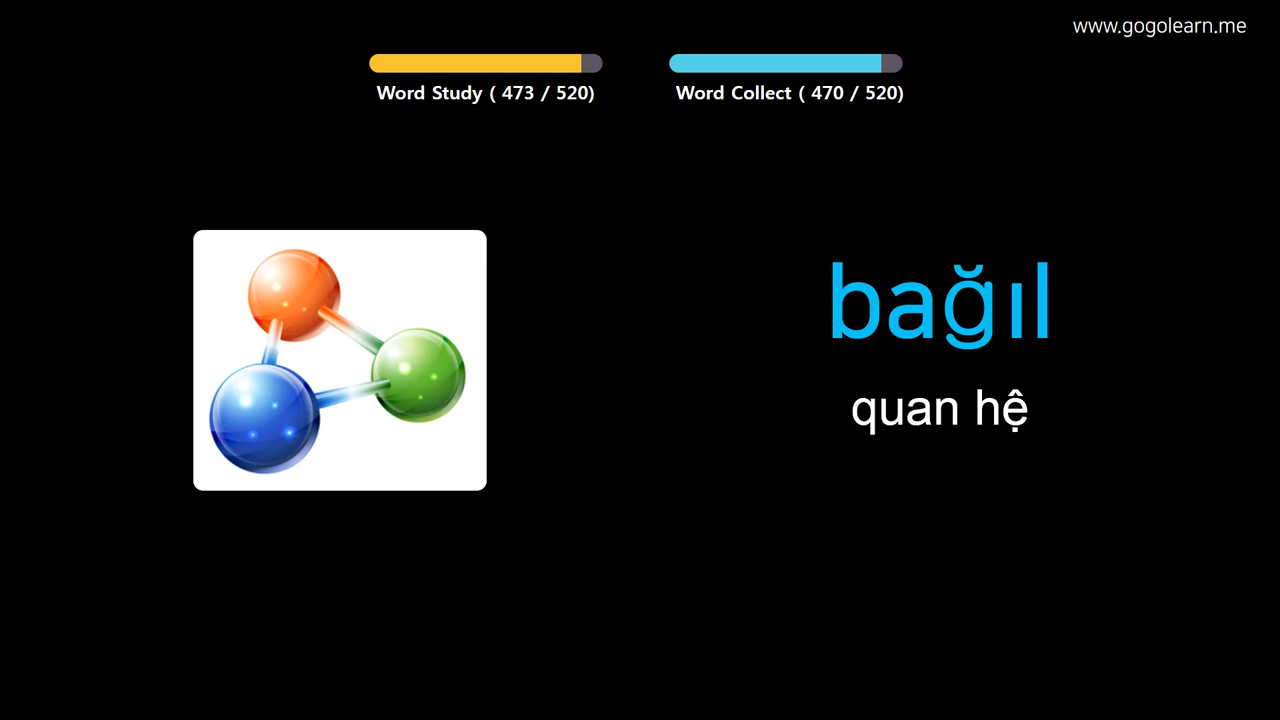 www.gogolearn.me
Word Study ( 473 / 520)
Word Collect ( 470 / 520)
bağıl
quan hệ